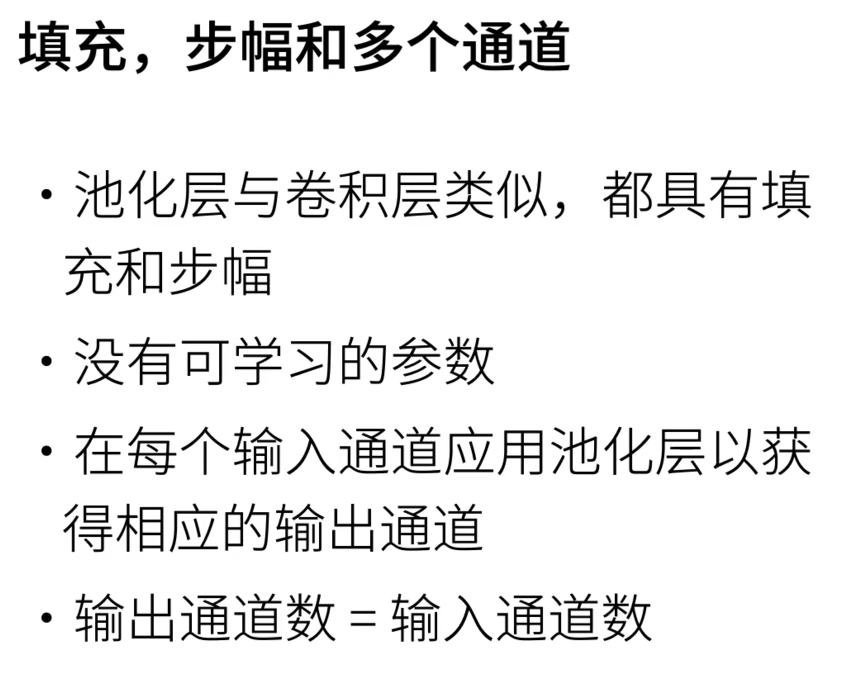 填充，步幅和多个通道
• 池化层与卷积层类似，都具有填
充和步幅
• 没有可学习的参数
• 在每个输入通道应用池化层以获
得相应的输出通道
• 输出通道数 = 输入通道数